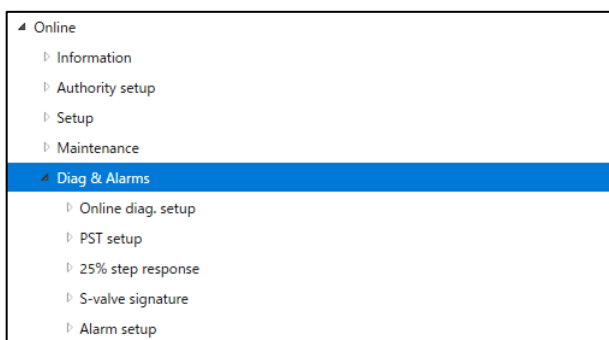 Online
Information
Authority setup
Setup
Maintenance
Diag & Alarms
Online diag. setup
PST setup
25% step response
S-valve signature
Alarm setup